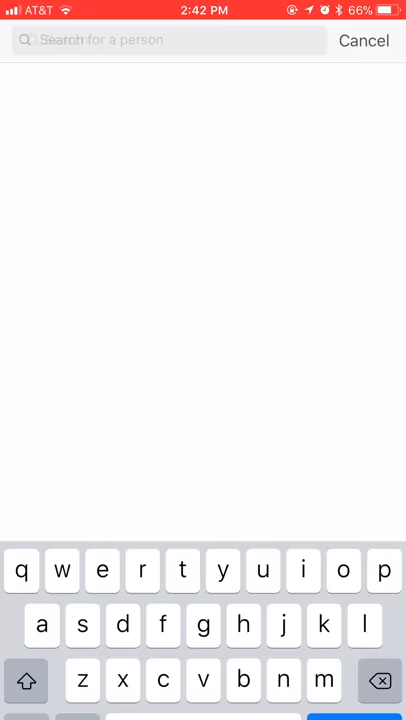 AT&T 2:42 PM 66%
Search for a person Cancel
q w e r t y u i o p
a s d f g h j k l
z x c v b n m